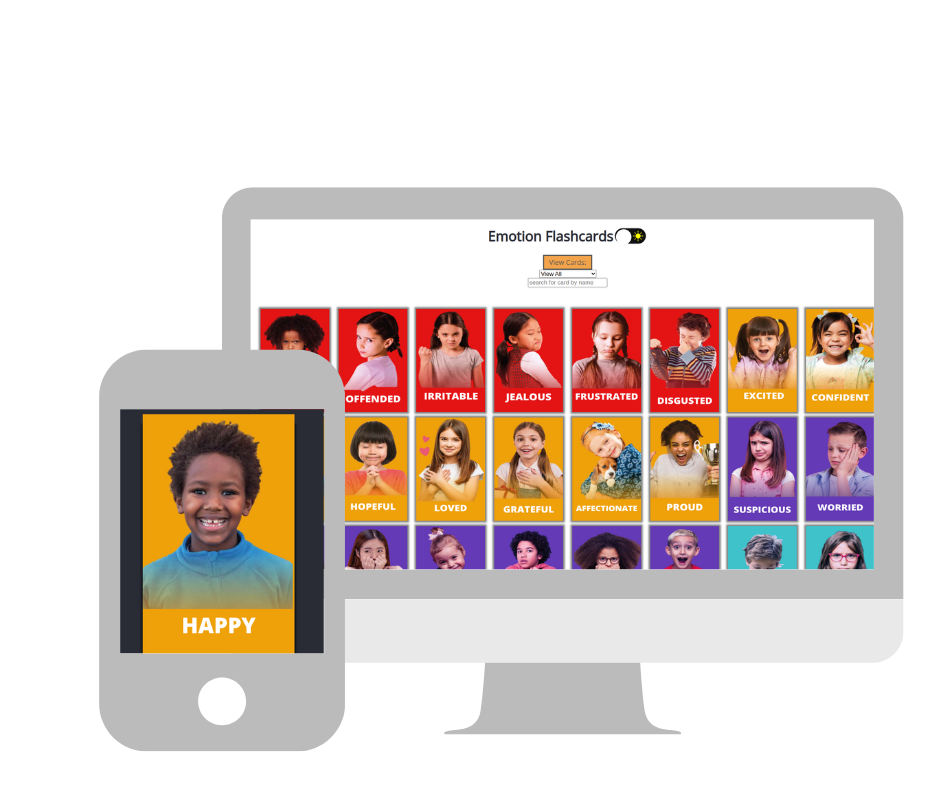 Emotion Flashcards
View Cards:
View All
search for card by name
OFFENDED
IRRITABLE
JEALOUS
FRUSTRATED
DISGUSTED
EXCITED
CONFIDENT
HOPEFUL
LOVED
GRATEFUL
AFFECTIONATE
PROUD
SUSPICIOUS
WORRIED
HAPPY